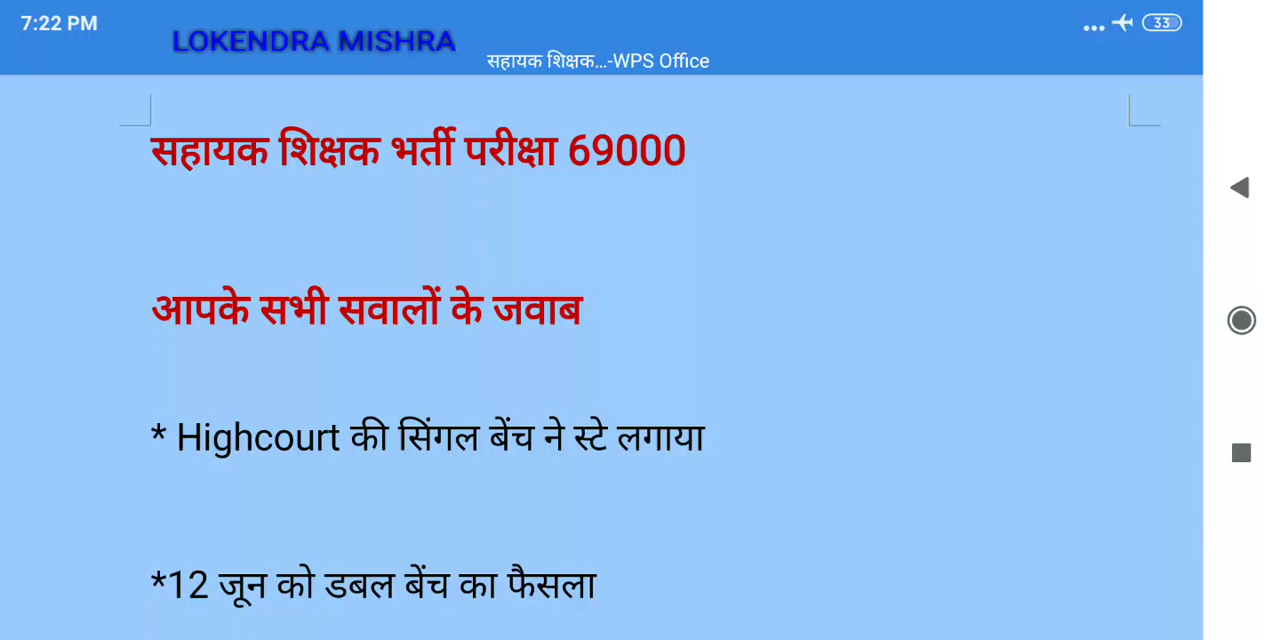 7:22 PM
LOKENDRA MISHRA
... 33
सहायक शिक्षक...-WPS Office
सहायक शिक्षक भर्ती परीक्षा 69000
आपके सभी सवालों के जवाब
* Highcourt की सिंगल बेंच ने स्टे लगाया
*12 जून को डबल बेंच का फैसला